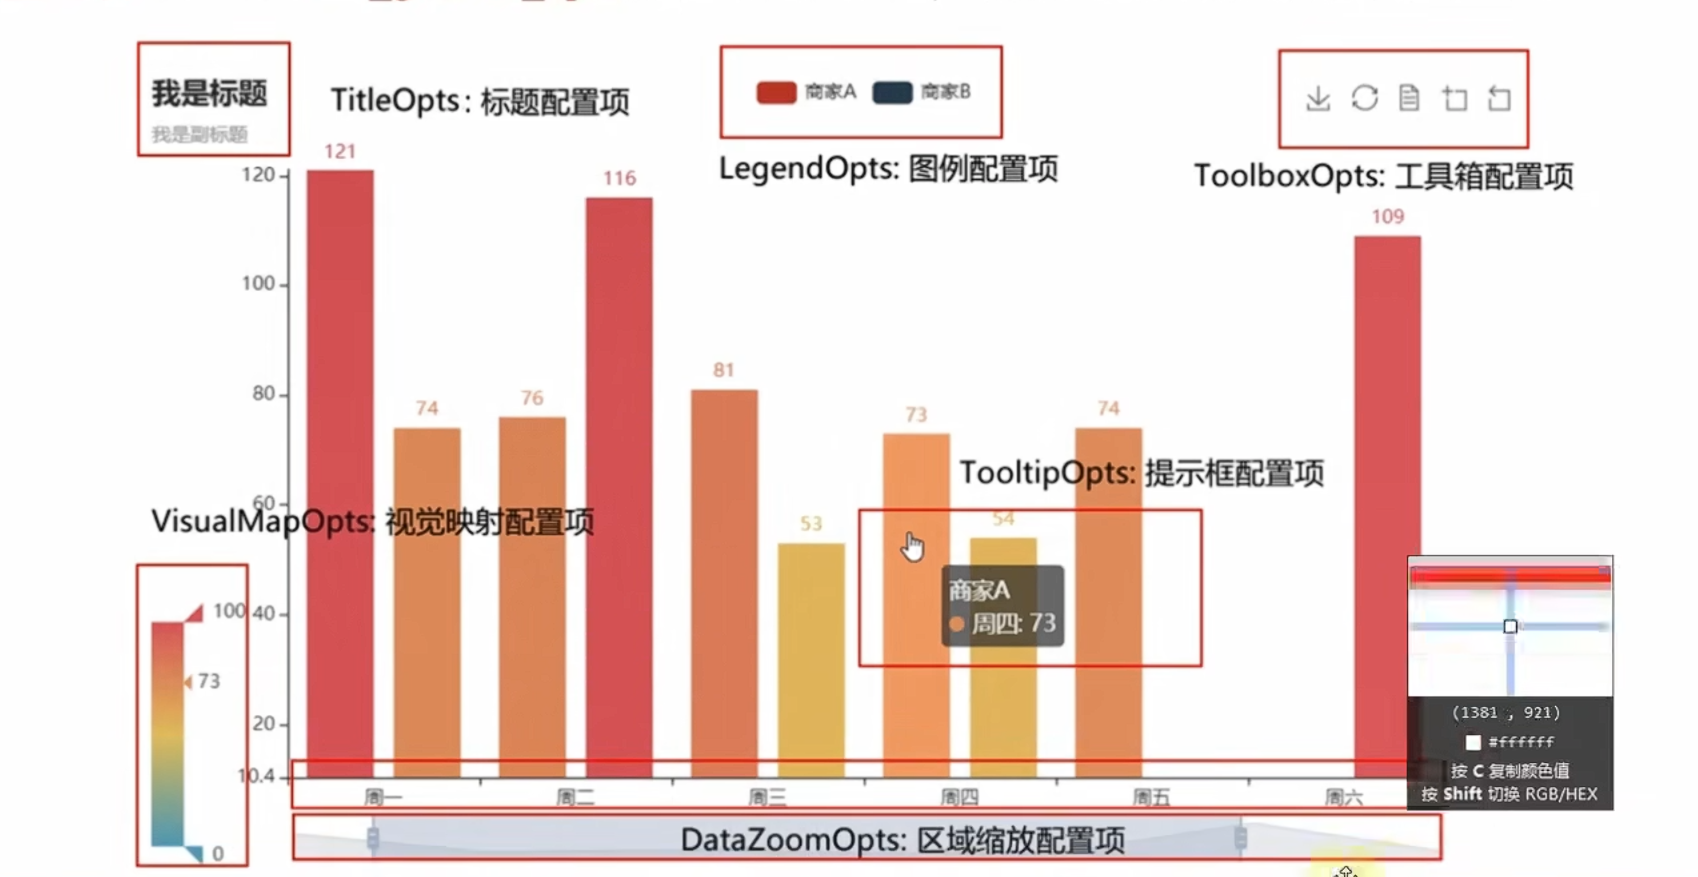 我是标题
我是副标题
TitleOpts: 标题配置项
商家A 商家B
LegendOpts: 图例配置项
ToolboxOpts: 工具箱配置项
121
120
116
109
100
81
80
74
76
73
74
TooltipOpts: 提示框配置项
60
VisualMapOpts: 视觉映射配置项
53
54
商家A
周四: 73
100
40
73
20
10.4
0
周一 周二 周三 周四 周五 周六
DataZoomOpts: 区域缩放配置项
(1381 , 921)
#ffffff
按 C 复制颜色值
按 Shift 切换 RGB/HEX